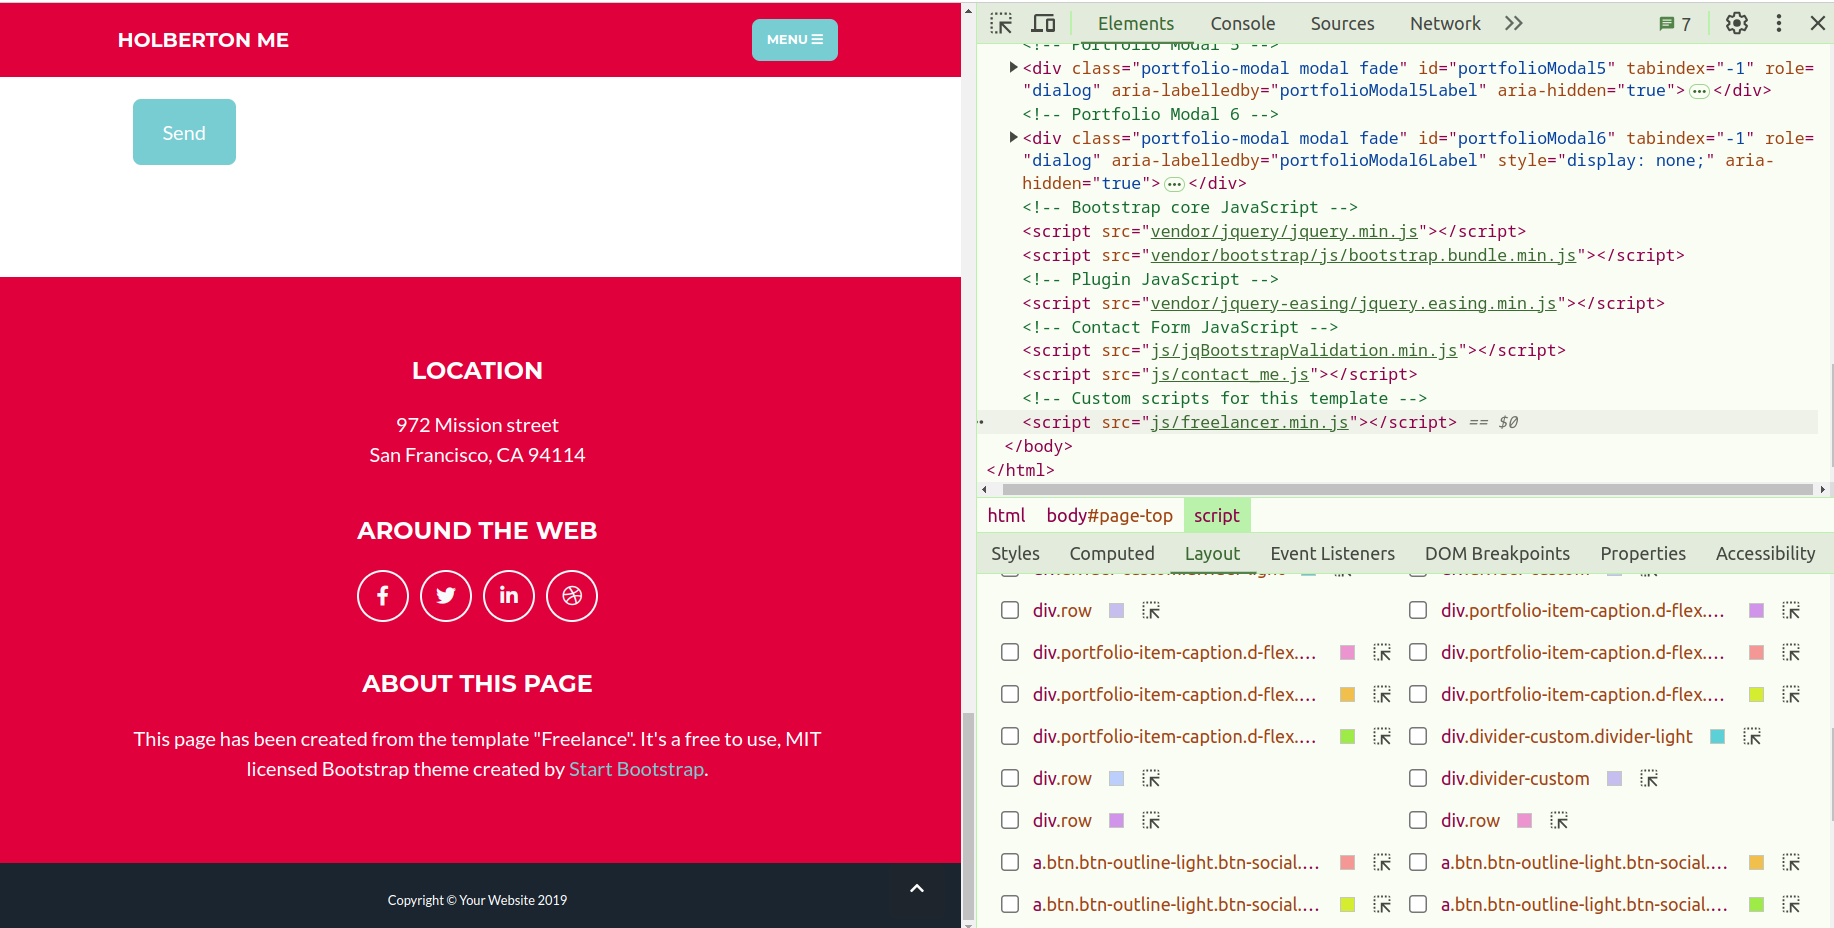 HOLBERTON ME
MENU
Send
LOCATION
972 Mission street
San Francisco, CA 94114
AROUND THE WEB
ABOUT THIS PAGE
This page has been created from the template "Freelance". It's a free to use, MIT
licensed Bootstrap theme created by Start Bootstrap.
Copyright © Your Website 2019
Elements Console Sources Network 7
<!-- Portfolio Modal 5 -->
<div class="portfolio-modal modal fade" id="portfolioModal5" tabindex="-1" role=
"dialog" aria-labelledby="portfolioModal5Label" aria-hidden="true">…</div>
<!-- Portfolio Modal 6 -->
<div class="portfolio-modal modal fade" id="portfolioModal6" tabindex="-1" role=
"dialog" aria-labelledby="portfolioModal6Label" style="display: none;" aria-
hidden="true">…</div>
<!-- Bootstrap core JavaScript -->
<script src="vendor/jquery/jquery.min.js"></script>
<script src="vendor/bootstrap/js/bootstrap.bundle.min.js"></script>
<!-- Plugin JavaScript -->
<script src="vendor/jquery-easing/jquery.easing.min.js"></script>
<!-- Contact Form JavaScript -->
<script src="js/jqBootstrapValidation.min.js"></script>
<script src="js/contact_me.js"></script>
<!-- Custom scripts for this template -->
<script src="js/freelancer.min.js"></script> == $0
</body>
</html>
html body#page-top script
Styles Computed Layout Event Listeners DOM Breakpoints Properties Accessibility
div.row div.portfolio-item-caption.d-flex.…
div.portfolio-item-caption.d-flex.… div.portfolio-item-caption.d-flex.…
div.portfolio-item-caption.d-flex.… div.portfolio-item-caption.d-flex.…
div.portfolio-item-caption.d-flex.… div.divider-custom.divider-light
div.row div.divider-custom
div.row div.row
a.btn.btn-outline-light.btn-social.… a.btn.btn-outline-light.btn-social.…
a.btn.btn-outline-light.btn-social.… a.btn.btn-outline-light.btn-social.…